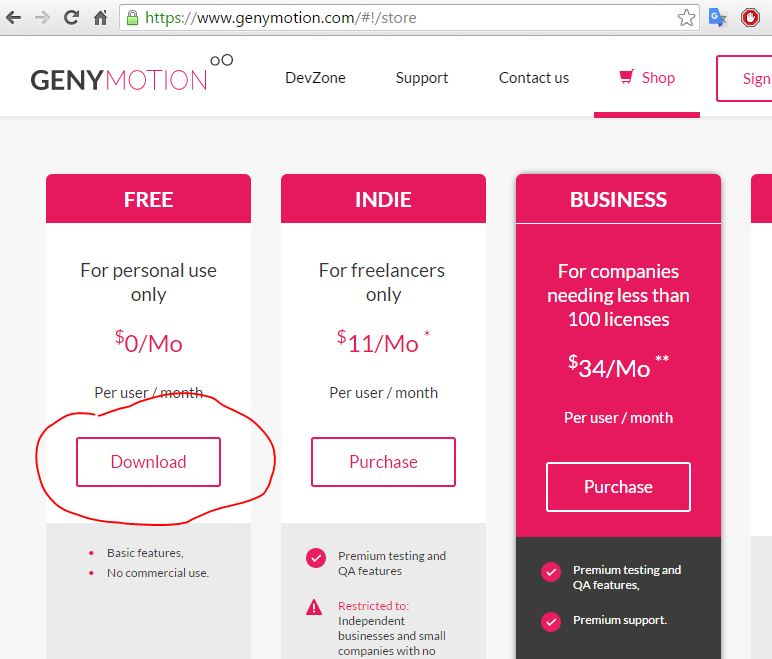 https://www.genymotion.com/#!/store
GENYMOTION
DevZone
Support
Contact us
Shop
Sign
FREE
For personal use
only
$0/Mo
Per user / month
Download
Basic features,
No commercial use.
INDIE
For freelancers
only
$11/Mo *
Per user / month
Purchase
Premium testing and
QA features
Restricted to:
Independent
businesses and small
companies with no
BUSINESS
For companies
needing less than
100 licenses
$34/Mo **
Per user / month
Purchase
Premium testing and
QA features,
Premium support.